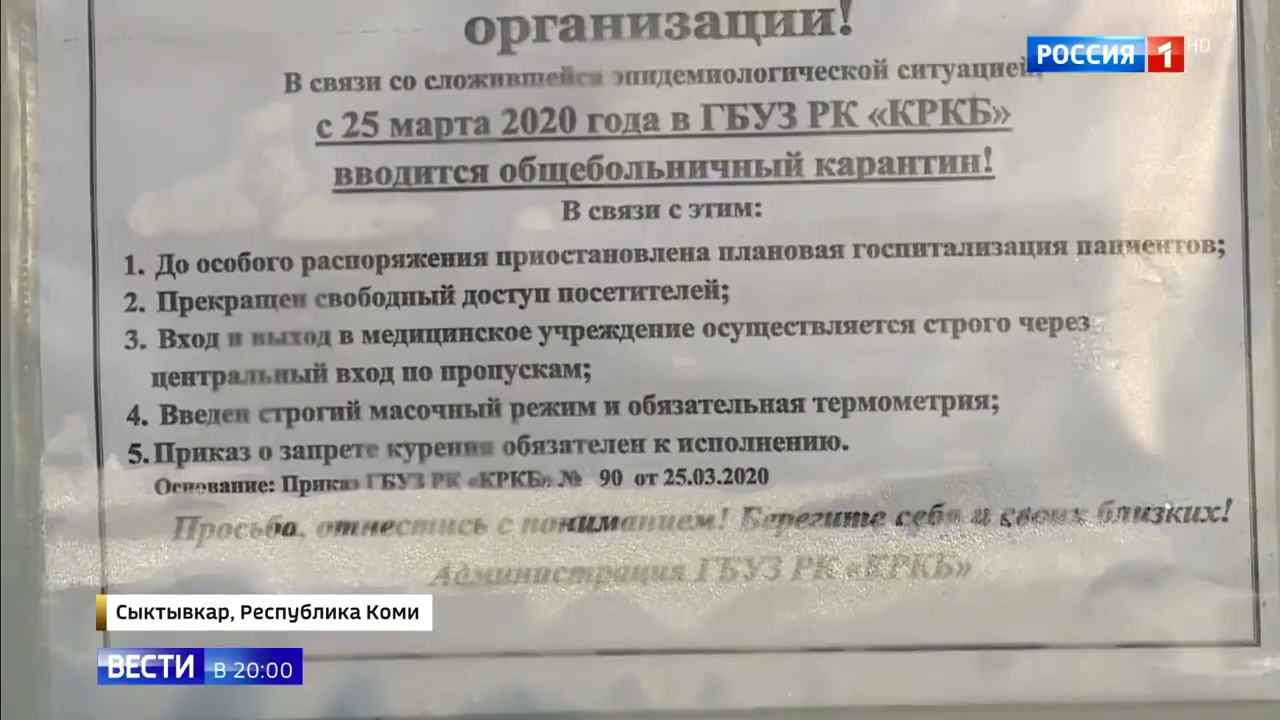 организации!
РОССИЯ 1 HD
В связи со сложившейся эпидемиологической ситуацией,
с 25 марта 2020 года в ГБУЗ РК «КРКБ»
вводится общебольничный карантин!
В связи с этим:
1. До особого распоряжения приостановлена плановая госпитализация пациентов;
2. Прекращен свободный доступ посетителей;
3. Вход и выход в медицинское учреждение осуществляется строго через
центральный вход по пропускам;
4. Введен строгий масочный режим и обязательная термометрия;
5. Приказ о запрете курения обязателен к исполнению.
Основание: Приказ ГБУЗ РК «КРКБ» № 90 от 25.03.2020
Просьба, отнестись с пониманием! Берегите себя и своих близких!
Администрация ГБУЗ РК «КРКБ»
Сыктывкар, Республика Коми
ВЕСТИ В 20:00